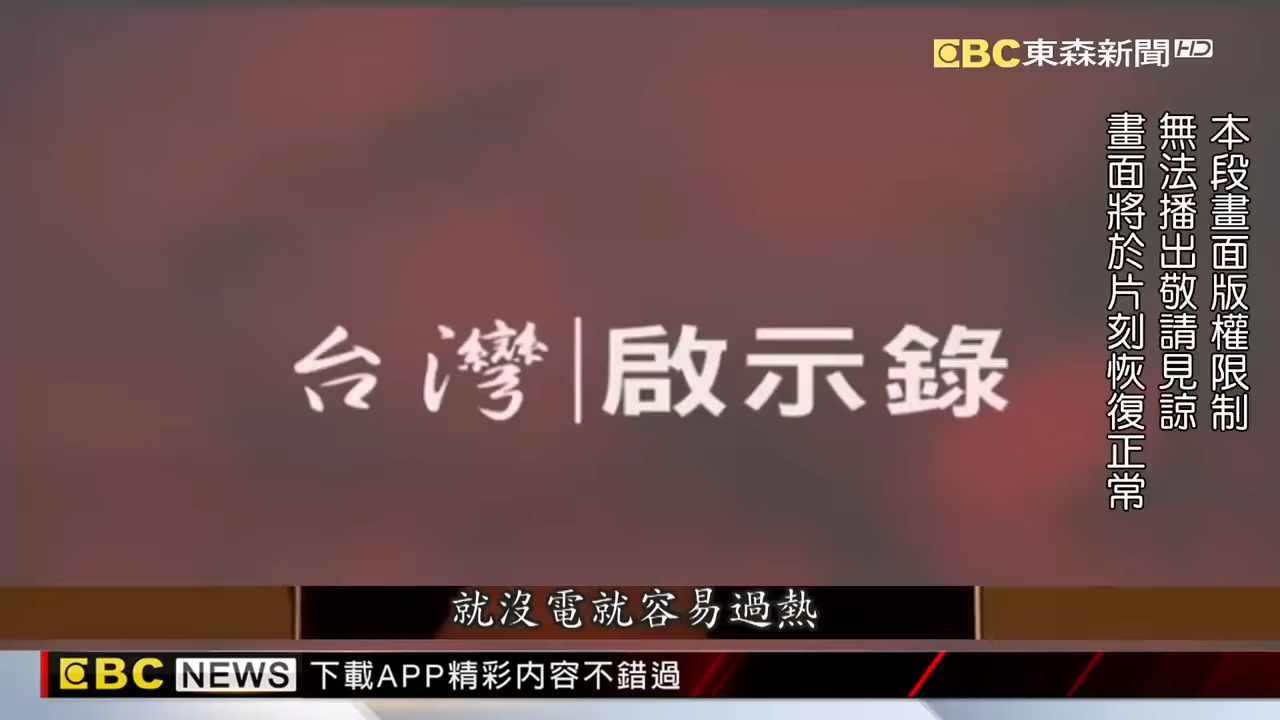 EBC東森新聞HD
本段畫面版權限制
無法播出敬請見諒
畫面將於片刻恢復正常
台灣|啟示錄
就沒電就容易過熱
EBC NEWS 下載APP精彩內容不錯過